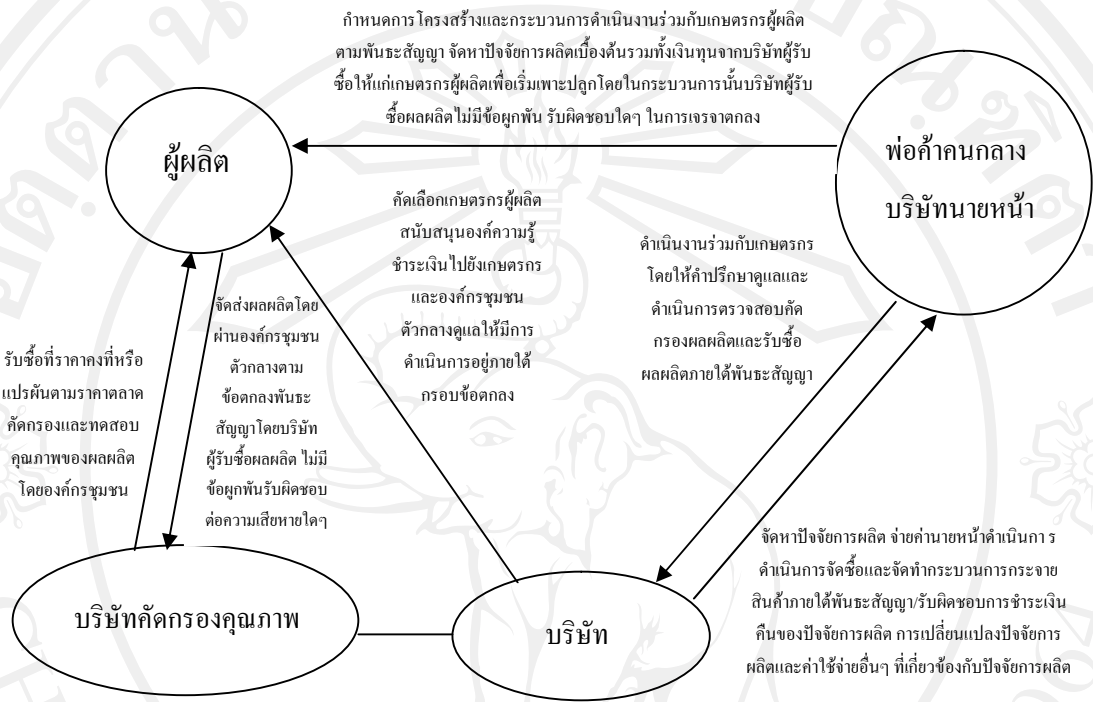 กำหนดการโครงสร้างและกระบวนการดำเนินงานร่วมกับเกษตรกรผู้ผลิต
ตามพันธะสัญญา จัดหาปัจจัยการผลิตเบื้องต้นรวมทั้งเงินทุนจากบริษัทผู้รับ
ซื้อให้แก่เกษตรกรผู้ผลิตเพื่อเริ่มเพาะปลูกโดยในกระบวนการนั้นบริษัทผู้รับ
ซื้อผลผลิตไม่มีข้อผูกพัน รับผิดชอบใดๆ ในการเจรจาตกลง
ผู้ผลิต
พ่อค้าคนกลาง
บริษัทนายหน้า
คัดเลือกเกษตรกรผู้ผลิต
สนับสนุนองค์ความรู้
ชำระเงินไปยังเกษตรกร
และองค์กรชุมชน
ตัวกลางดูแลให้มีการ
ดำเนินการอยู่ภายใต้
กรอบข้อตกลง
ดำเนินงานร่วมกับเกษตรกร
โดยให้คำปรึกษาดูแลและ
ดำเนินการตรวจสอบคัด
กรองผลผลิตและรับซื้อ
ผลผลิตภายใต้พันธะสัญญา
รับซื้อที่ราคาคงที่หรือ
แปรผันตามราคาตลาด
คัดกรองและทดสอบ
คุณภาพของผลผลิต
โดยองค์กรชุมชน
จัดส่งผลผลิตโดย
ผ่านองค์กรชุมชน
ตัวกลางตาม
ข้อตกลงพันธะ
สัญญาโดยบริษัท
ผู้รับซื้อผลผลิต ไม่มี
ข้อผูกพันรับผิดชอบ
ต่อความเสียหายใดๆ
จัดหาปัจจัยการผลิต จ่ายค่านายหน้าดำเนินกา ร
ดำเนินการจัดซื้อและจัดทำกระบวนการกระจาย
สินค้าภายใต้พันธะสัญญา/รับผิดชอบการชำระเงิน
คืนของปัจจัยการผลิต การเปลี่ยนแปลงปัจจัยการ
ผลิตและค่าใช้จ่ายอื่นๆ ที่เกี่ยวข้องกับปัจจัยการผลิต
บริษัทคัดกรองคุณภาพ
บริษัท